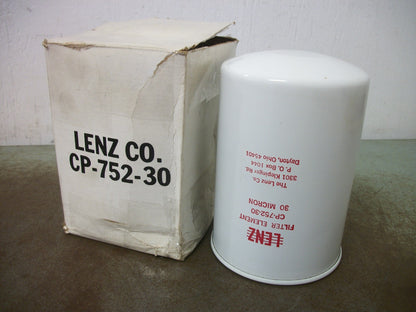 LENZ CO.
CP-752-30
LENZ
FILTER ELEMENT
CP-752-30
30 MICRON
The Lenz Co.
3301 Klepinger Rd.
P. O. Box 1044
Dayton, Ohio 45401